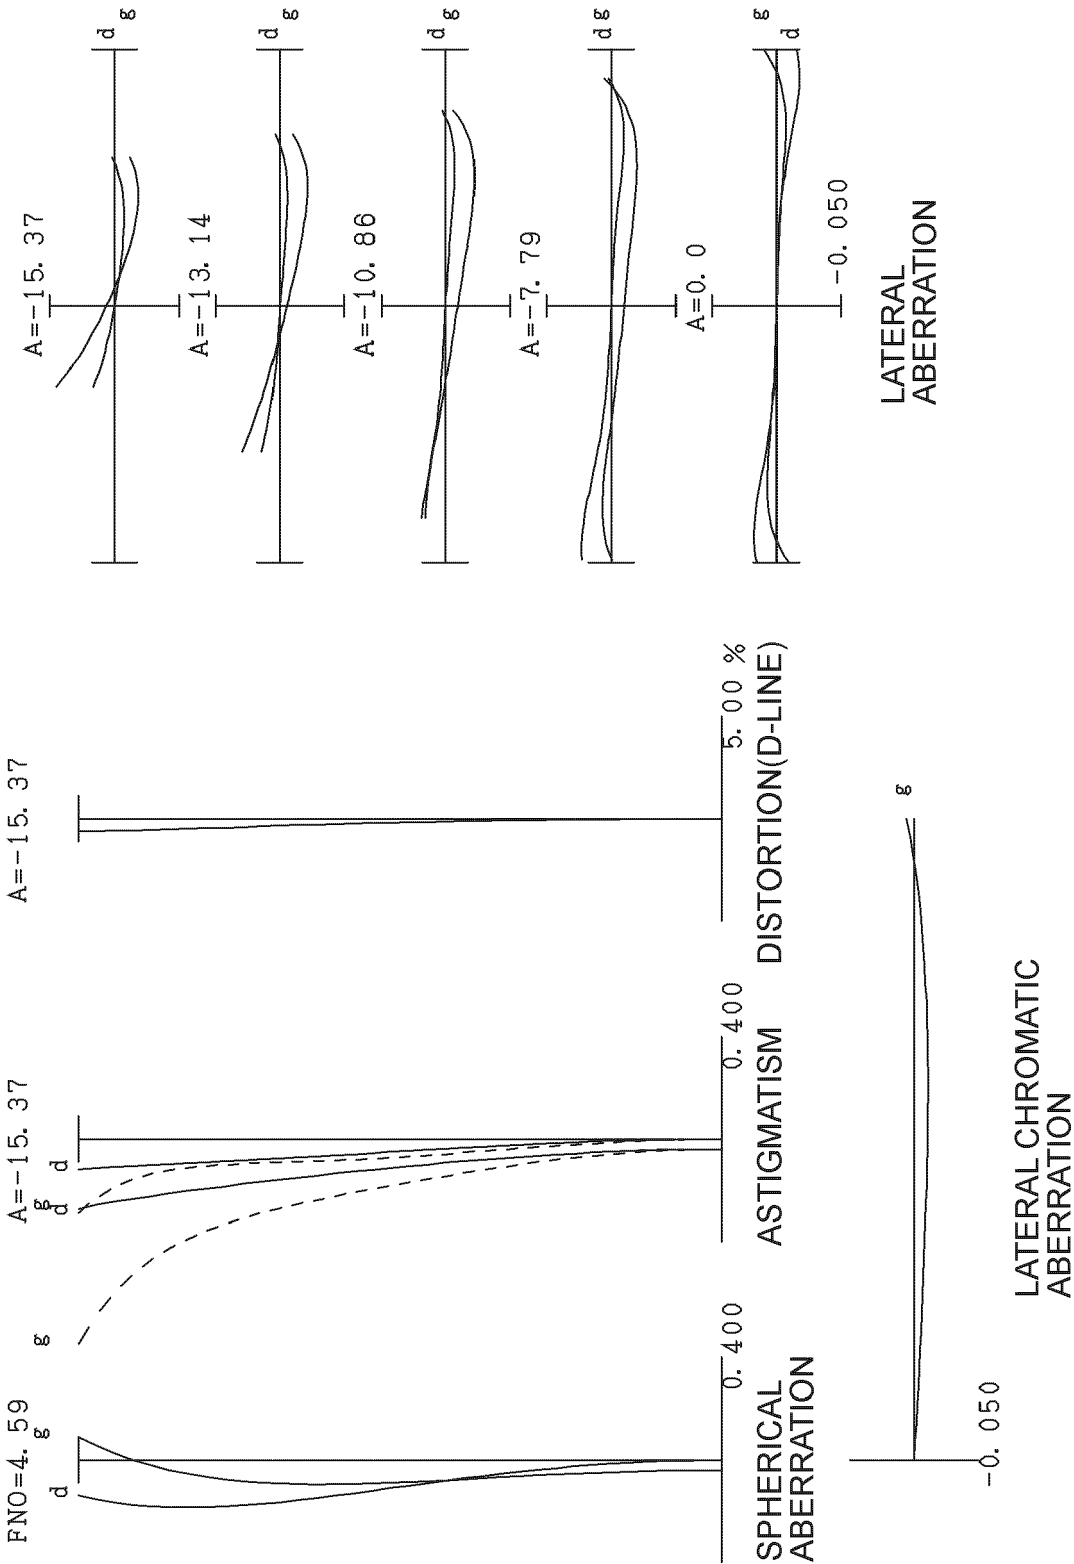 FNO=4.59
g
d
0.400
SPHERICAL
ABERRATION
A=-15.37
g
g
d
d
0.400
ASTIGMATISM
A=-15.37
5.00 %
DISTORTION(D-LINE)
g
-0.050
LATERAL CHROMATIC
ABERRATION
A=-15.37
d
g
A=-13.14
d
g
A=-10.86
d
g
A=-7.79
d
g
A=0.0
g
d
-0.050
LATERAL
ABERRATION